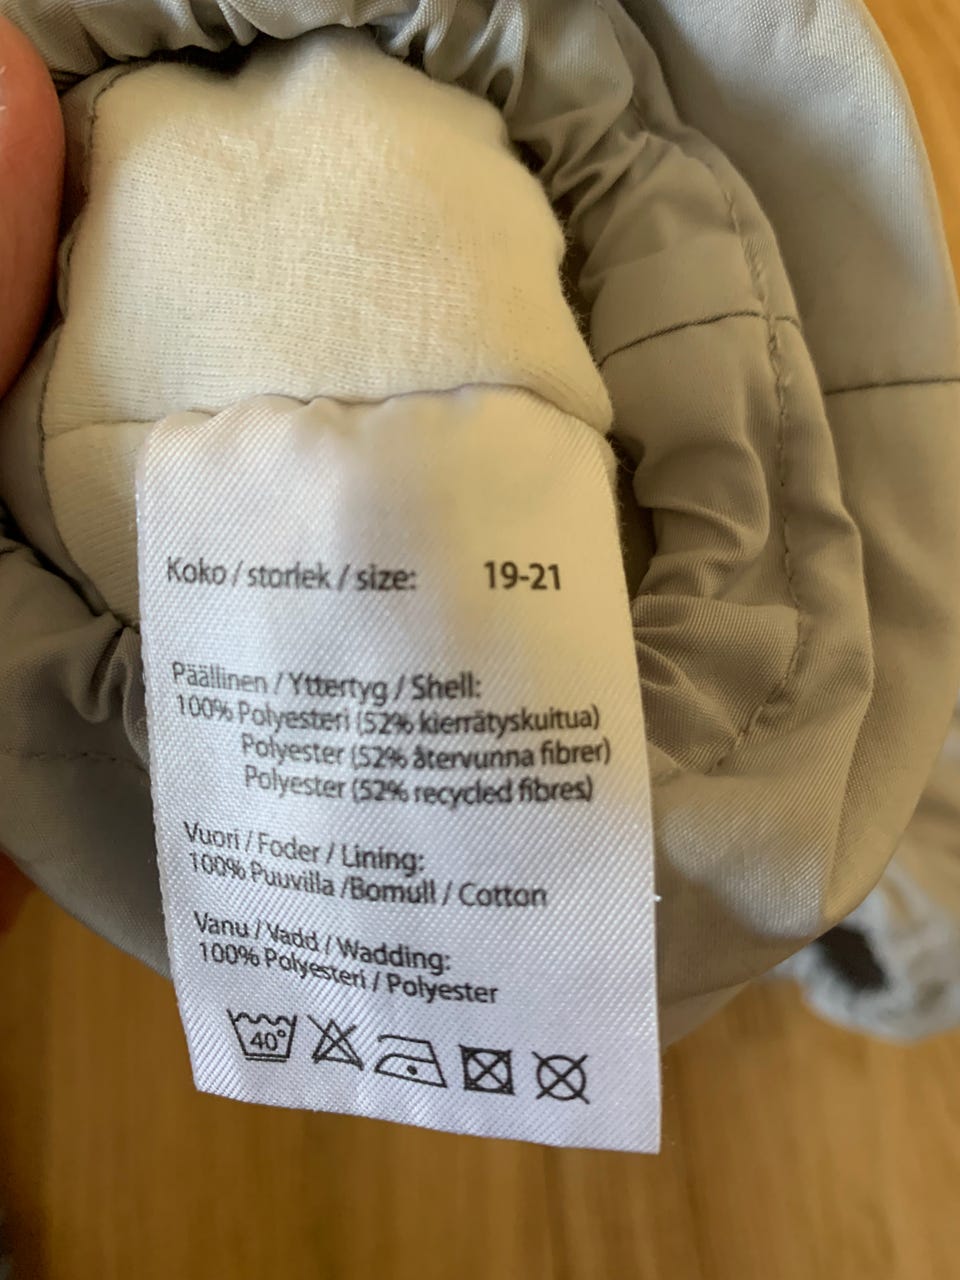 Koko / storlek / size: 19-21
Päällinen / Yttertyg / Shell:
100% Polyesteri (52% kierrätyskuitua)
Polyester (52% återvunna fibrer)
Polyester (52% recycled fibres)
Vuori / Foder / Lining:
100% Puuvilla /Bomull / Cotton
Vanu / Vadd / Wadding:
100% Polyesteri / Polyester
40°